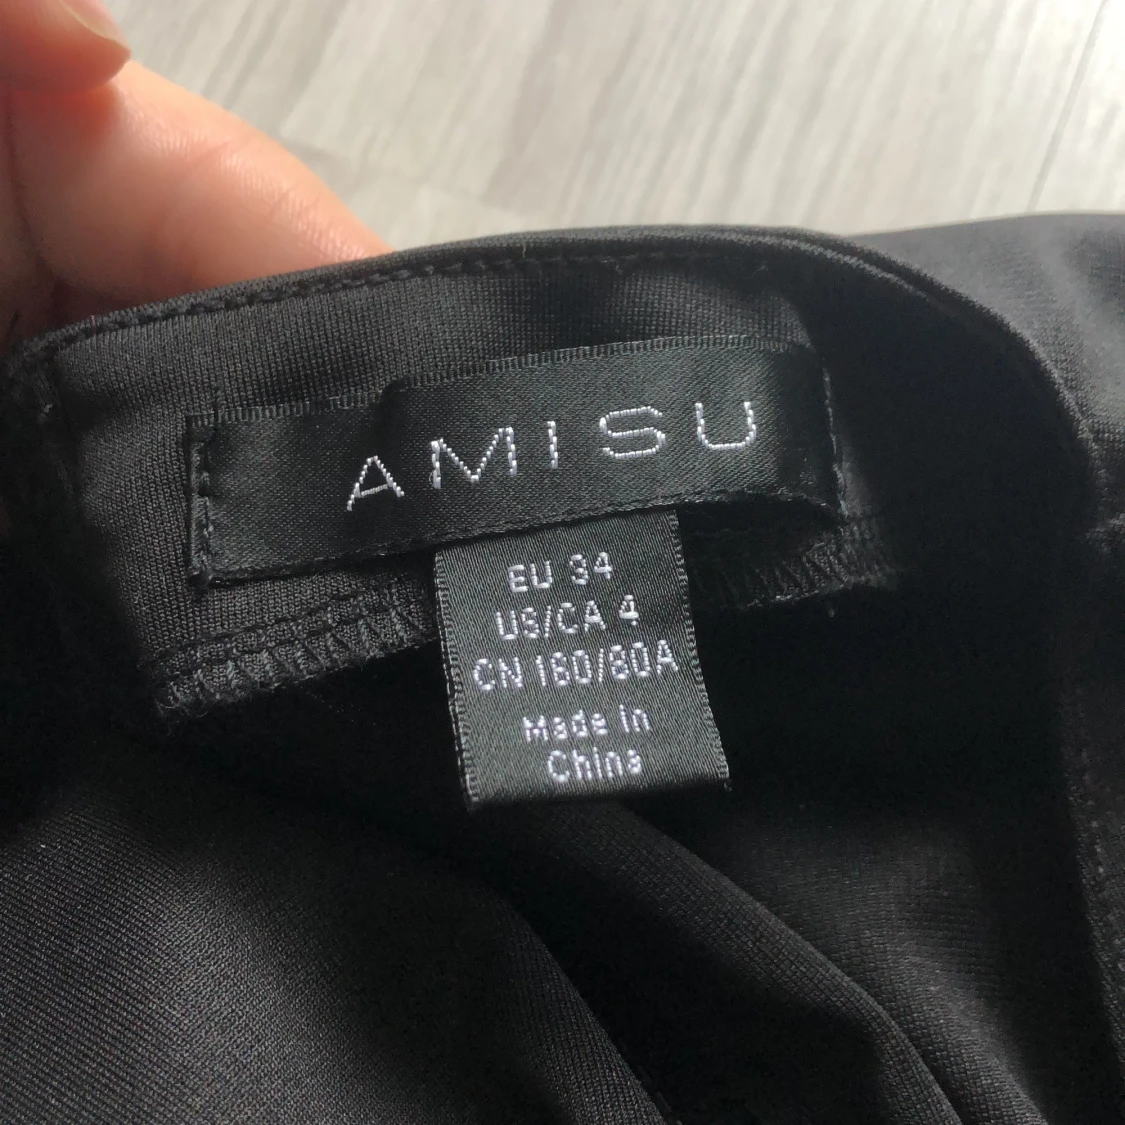 AMISU
EU 34
US/CA 4
CN 160/80A
Made in
China